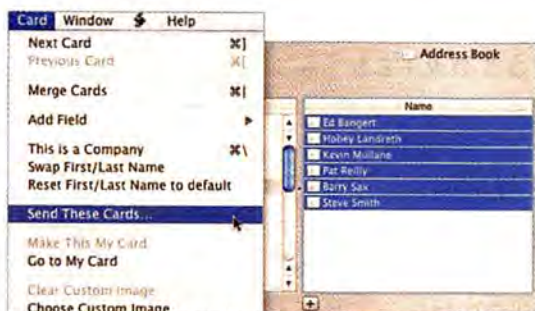 Card Window Help
Next Card ⌘]
Previous Card ⌘[
Merge Cards ⌘|
Add Field ▸
This is a Company ⌘\
Swap First/Last Name
Reset First/Last Name to default
Send These Cards...
Make This My Card
Go to My Card
Clear Custom Image
Choose Custom Image
Address Book
Name
Ed Bangert
Hobey Landreth
Kevin Mullane
Pat Reilly
Barry Sax
Steve Smith